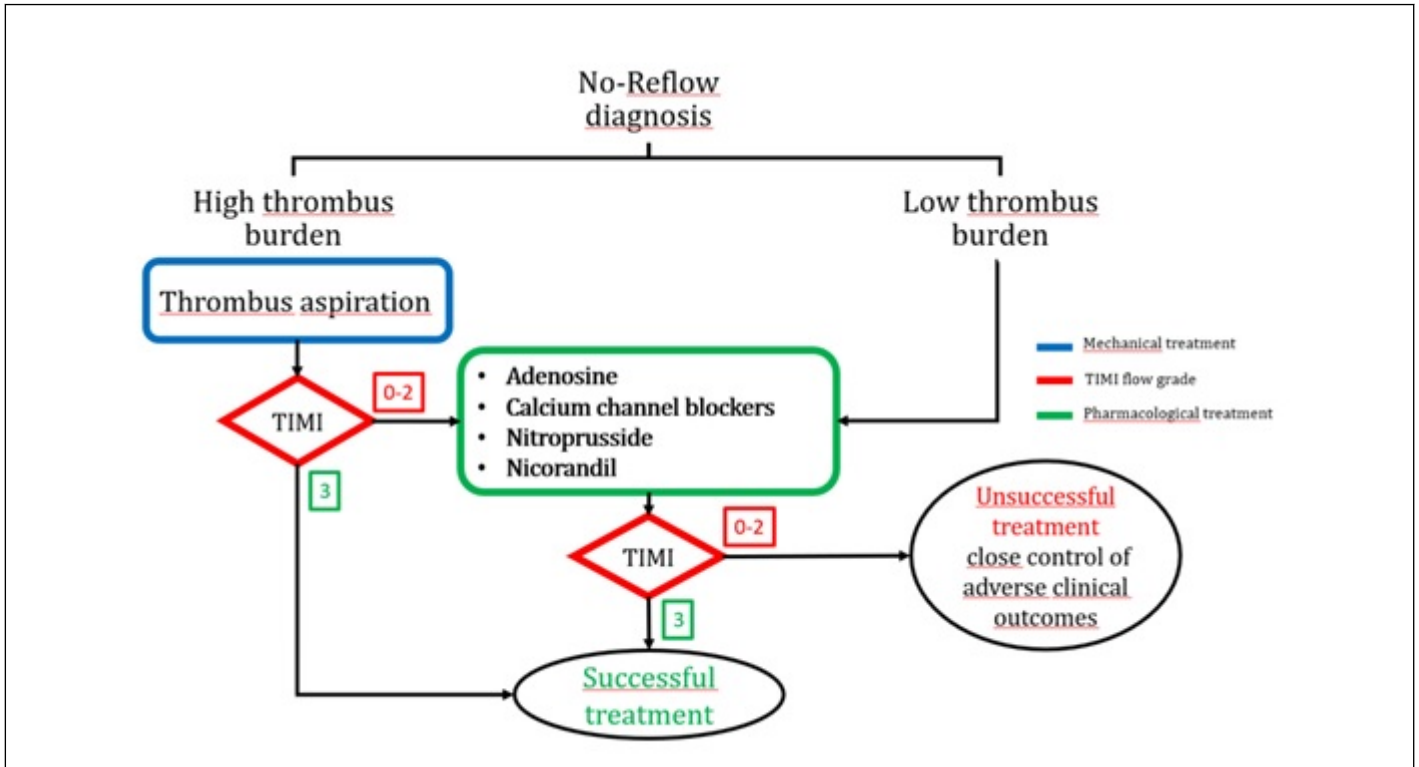 No-Reflow
diagnosis
High thrombus
burden
Low thrombus
burden
Thrombus aspiration
Mechanical treatment
TIMI flow grade
Pharmacological treatment
TIMI
0-2
3
• Adenosine
• Calcium channel blockers
• Nitroprusside
• Nicorandil
TIMI
0-2
3
Unsuccessful
treatment
close control of
adverse clinical
outcomes
Successful
treatment